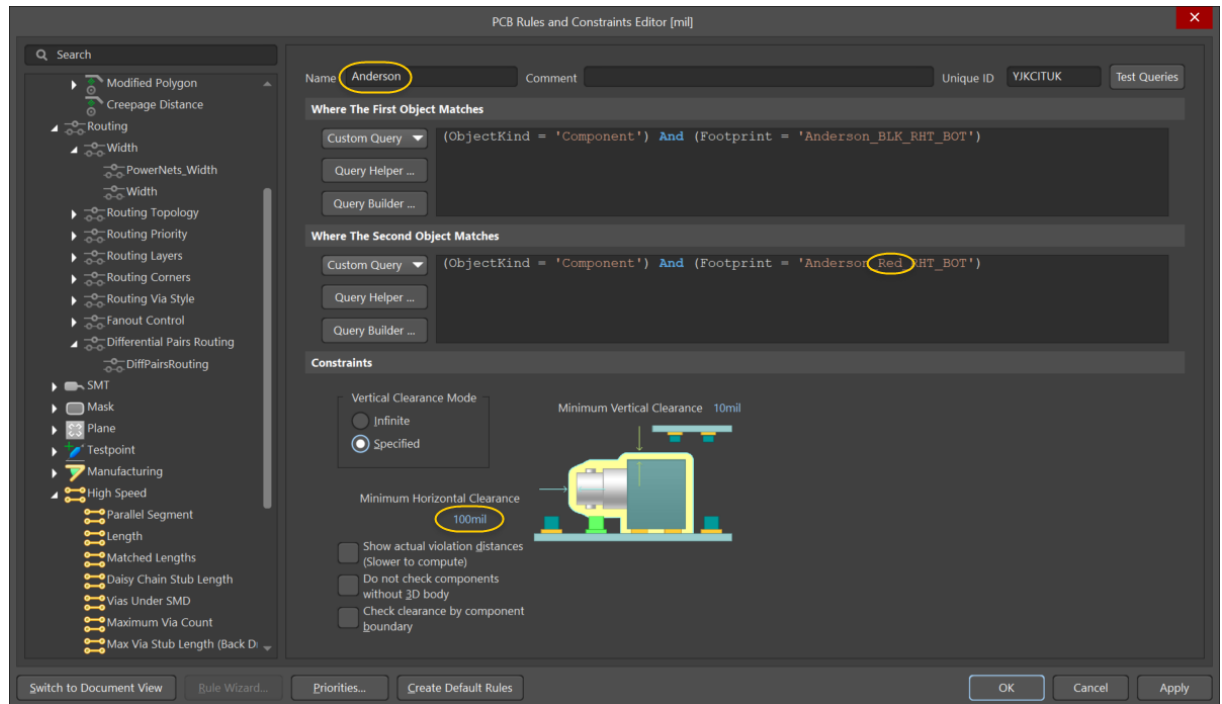 PCB Rules and Constraints Editor [mil]
Search
Modified Polygon
Creepage Distance
Routing
Width
PowerNets_Width
Width
Routing Topology
Routing Priority
Routing Layers
Routing Corners
Routing Via Style
Fanout Control
Differential Pairs Routing
DiffPairsRouting
SMT
Mask
Plane
Testpoint
Manufacturing
High Speed
Parallel Segment
Length
Matched Lengths
Daisy Chain Stub Length
Vias Under SMD
Maximum Via Count
Max Via Stub Length (Back D
Name Anderson Comment Unique ID YJKCITUK Test Queries
Where The First Object Matches
Custom Query (ObjectKind = 'Component') And (Footprint = 'Anderson_BLK_RHT_BOT')
Query Helper ...
Query Builder ...
Where The Second Object Matches
Custom Query (ObjectKind = 'Component') And (Footprint = 'Anderson_Red_RHT_BOT')
Query Helper ...
Query Builder ...
Constraints
Vertical Clearance Mode
Infinite
Specified
Minimum Vertical Clearance 10mil
Minimum Horizontal Clearance
100mil
Show actual violation distances
(Slower to compute)
Do not check components
without 3D body
Check clearance by component
boundary
Switch to Document View Rule Wizard... Priorities... Create Default Rules OK Cancel Apply